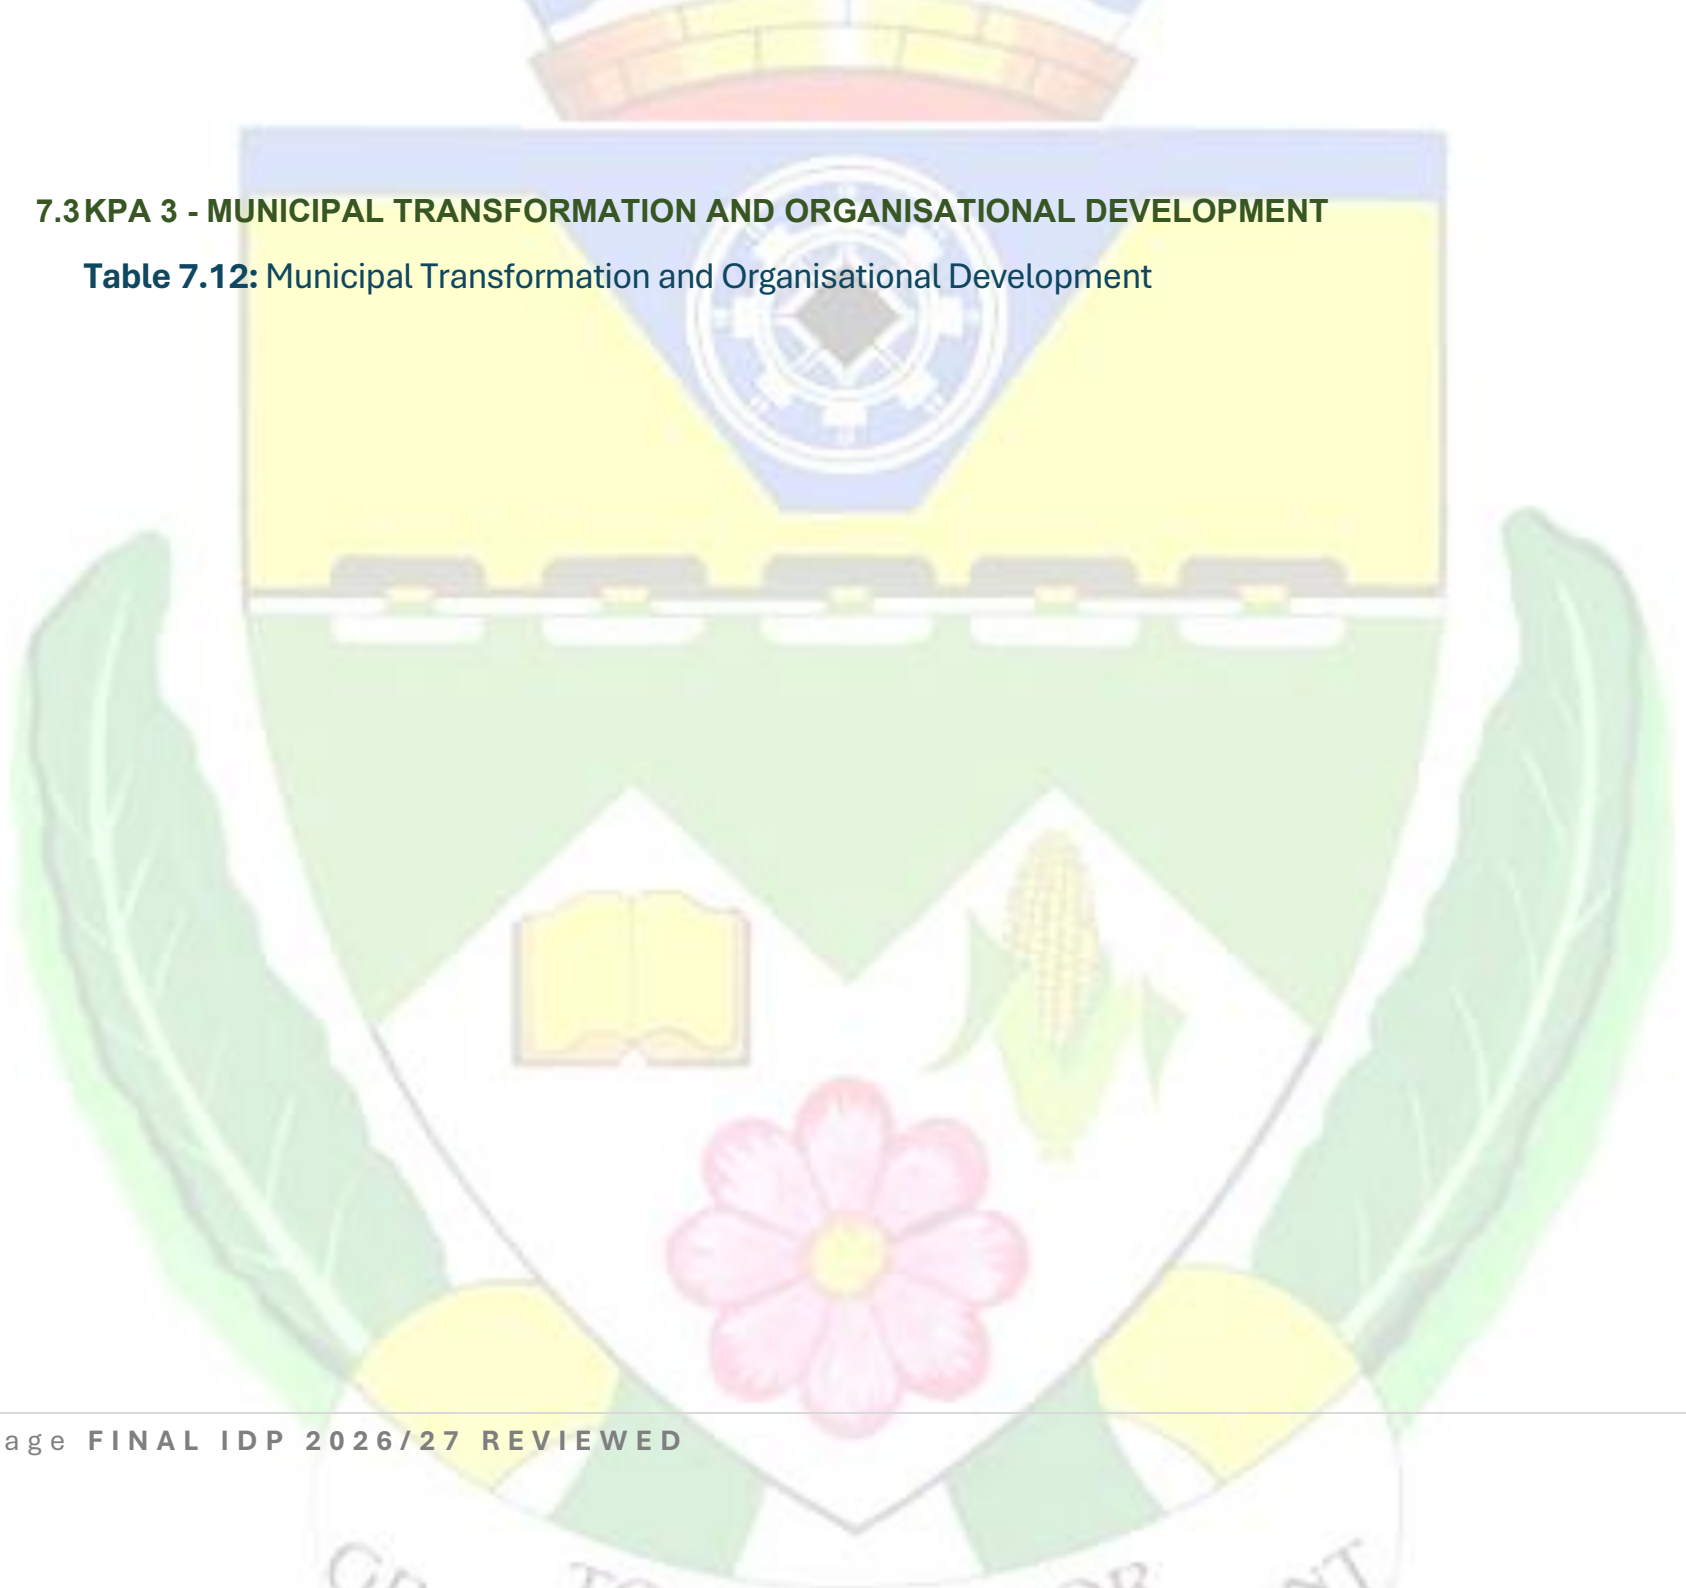 7.3 KPA 3 - MUNICIPAL TRANSFORMATION AND ORGANISATIONAL DEVELOPMENT
Table 7.12: Municipal Transformation and Organisational Development
age FINAL IDP 2026/27 REVIEWED